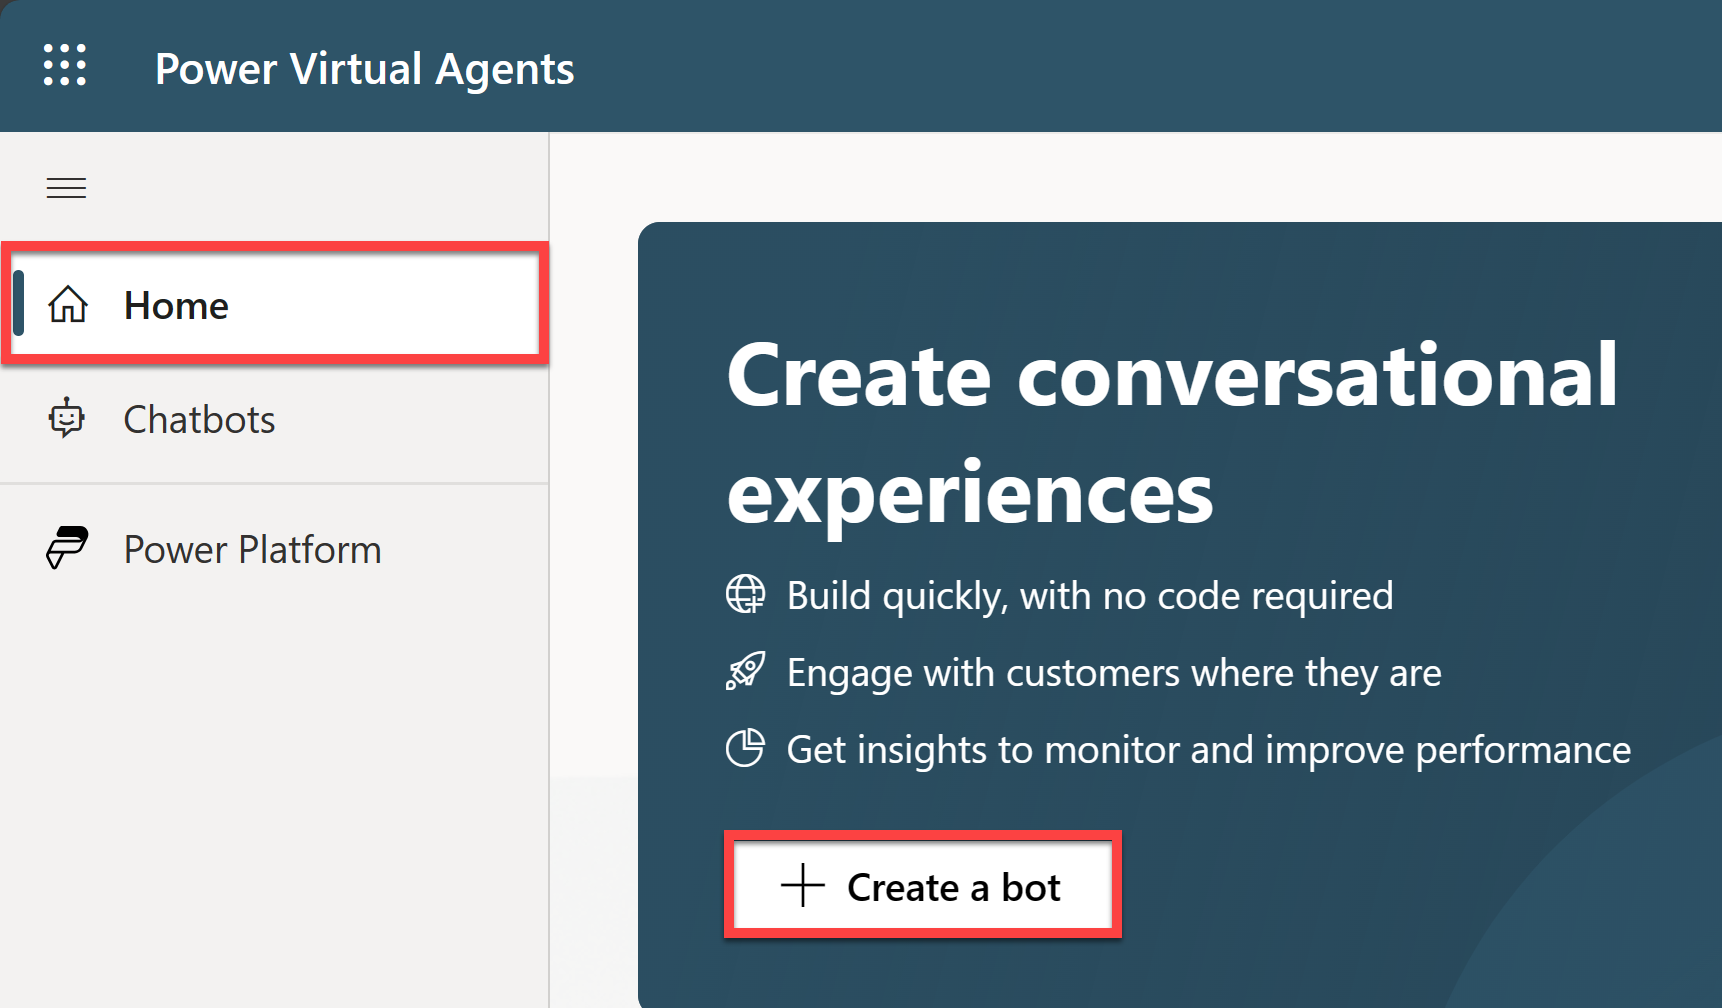 Power Virtual Agents
Home
Chatbots
Power Platform
Create conversational
experiences
Build quickly, with no code required
Engage with customers where they are
Get insights to monitor and improve performance
Create a bot